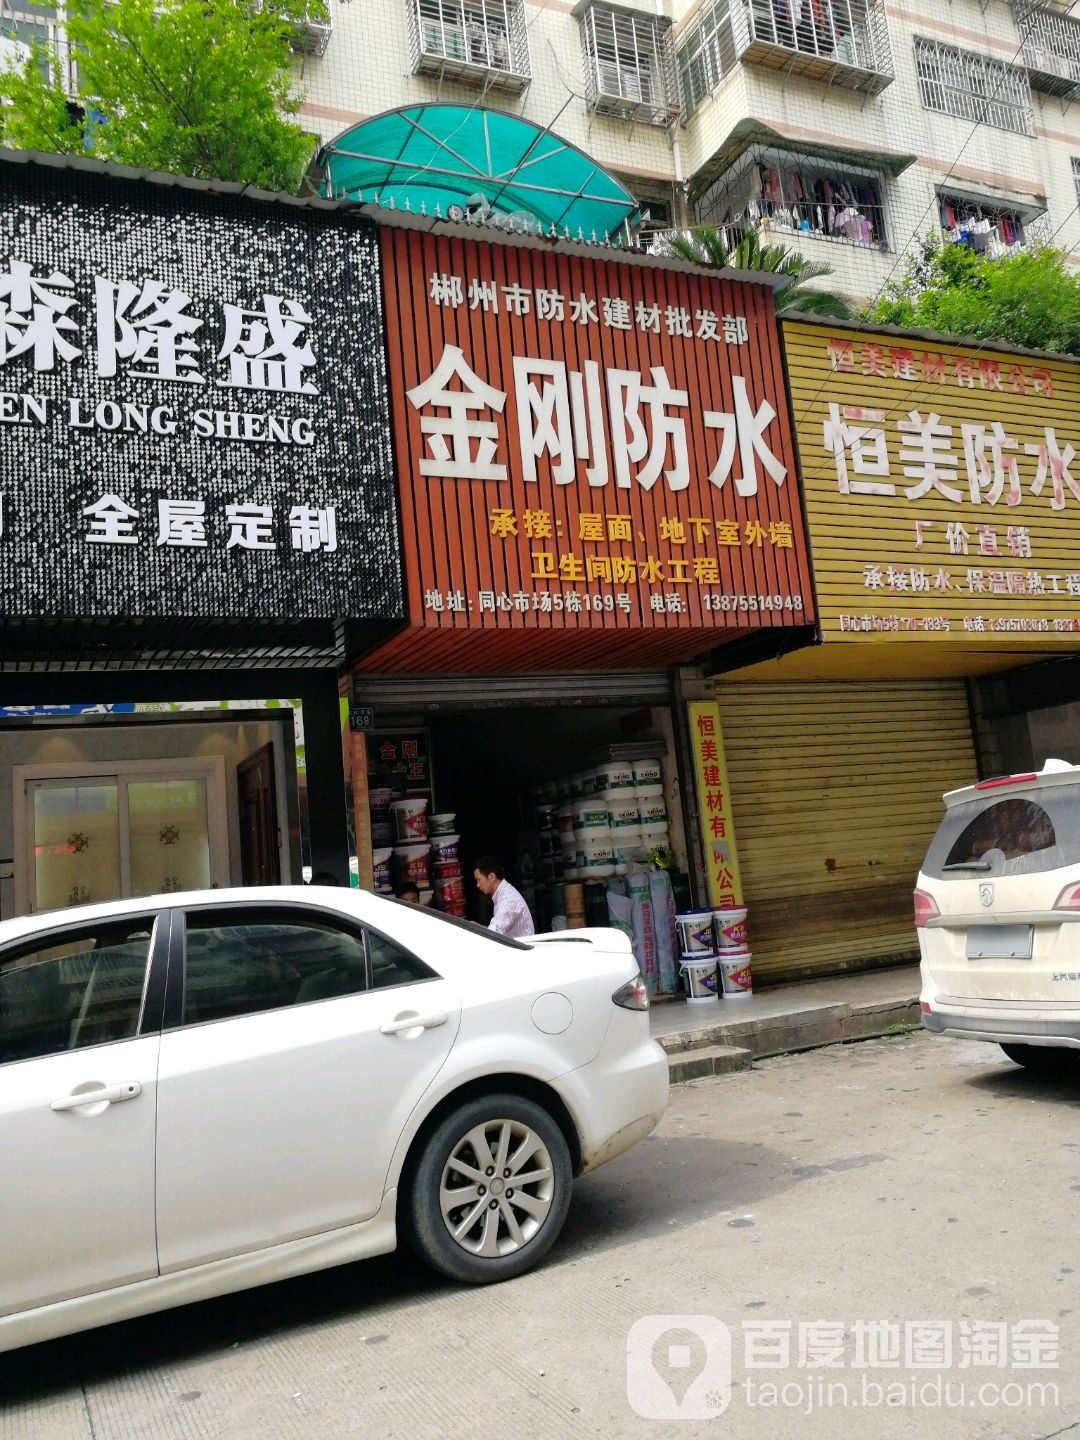 森隆盛
EN LONG SHENG
全屋定制
郴州市防水建材批发部
金刚防水
承接：屋面、地下室外墙
卫生间防水工程
地址：同心市场5栋169号 电话：13875514948
恒美建材有限公司
恒美防水
厂价直销
承接防水、保温隔热工程
169
金刚
恒美建材有限公司
K11
K11
百度地图淘金
taojin.baidu.com